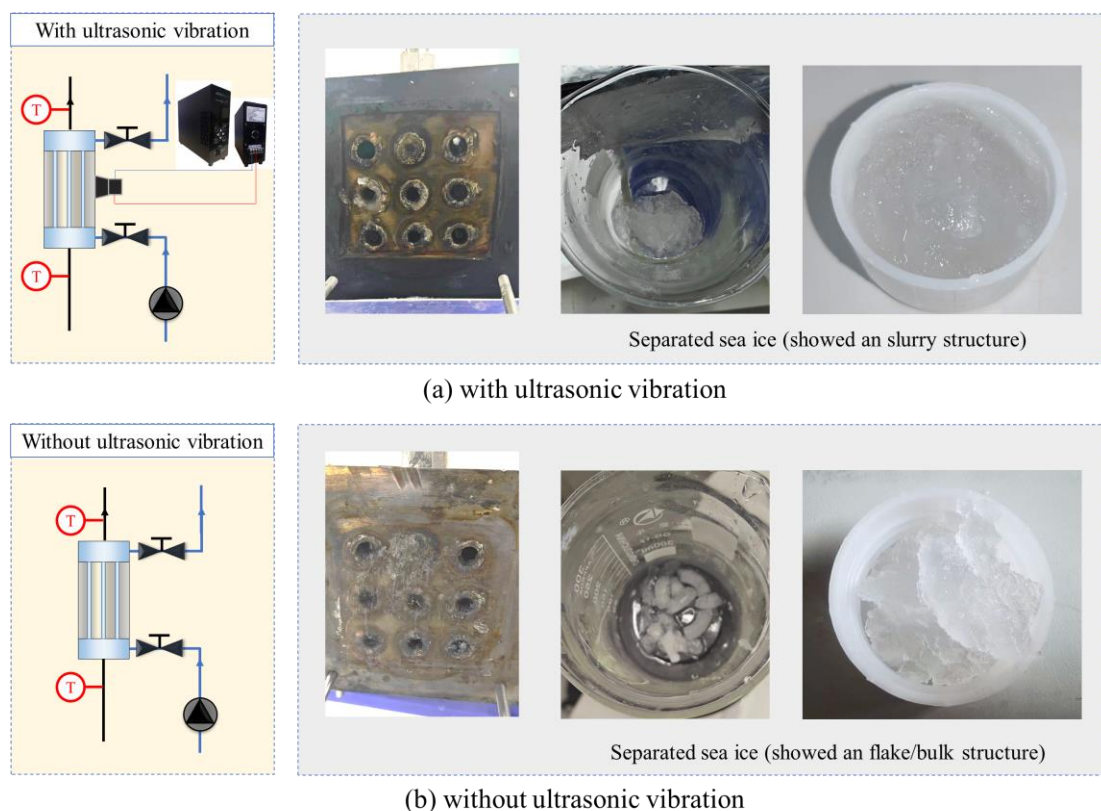 With ultrasonic vibration
T
T
Separated sea ice (showed an slurry structure)
(a) with ultrasonic vibration
Without ultrasonic vibration
T
T
Separated sea ice (showed an flake/bulk structure)
(b) without ultrasonic vibration